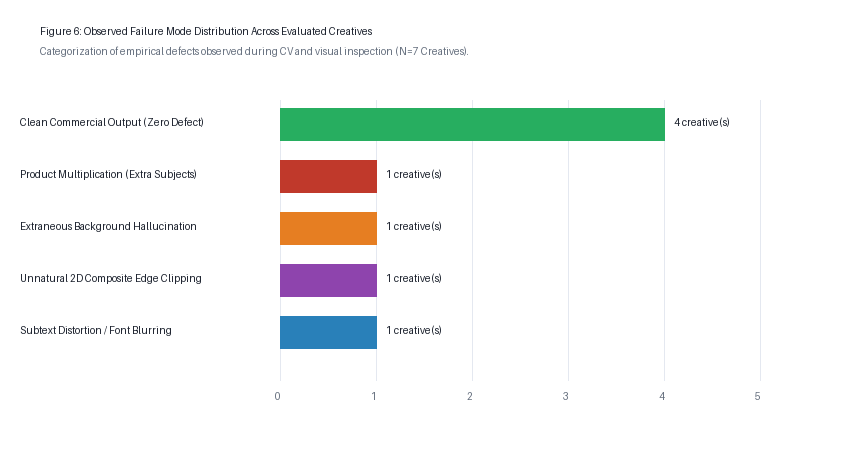 Figure 6: Observed Failure Mode Distribution Across Evaluated Creatives
Categorization of empirical defects observed during CV and visual inspection (N=7 Creatives).
Clean Commercial Output (Zero Defect)
4 creative(s)
Product Multiplication (Extra Subjects)
1 creative(s)
Extraneous Background Hallucination
1 creative(s)
Unnatural 2D Composite Edge Clipping
1 creative(s)
Subtext Distortion / Font Blurring
1 creative(s)
0 1 2 3 4 5